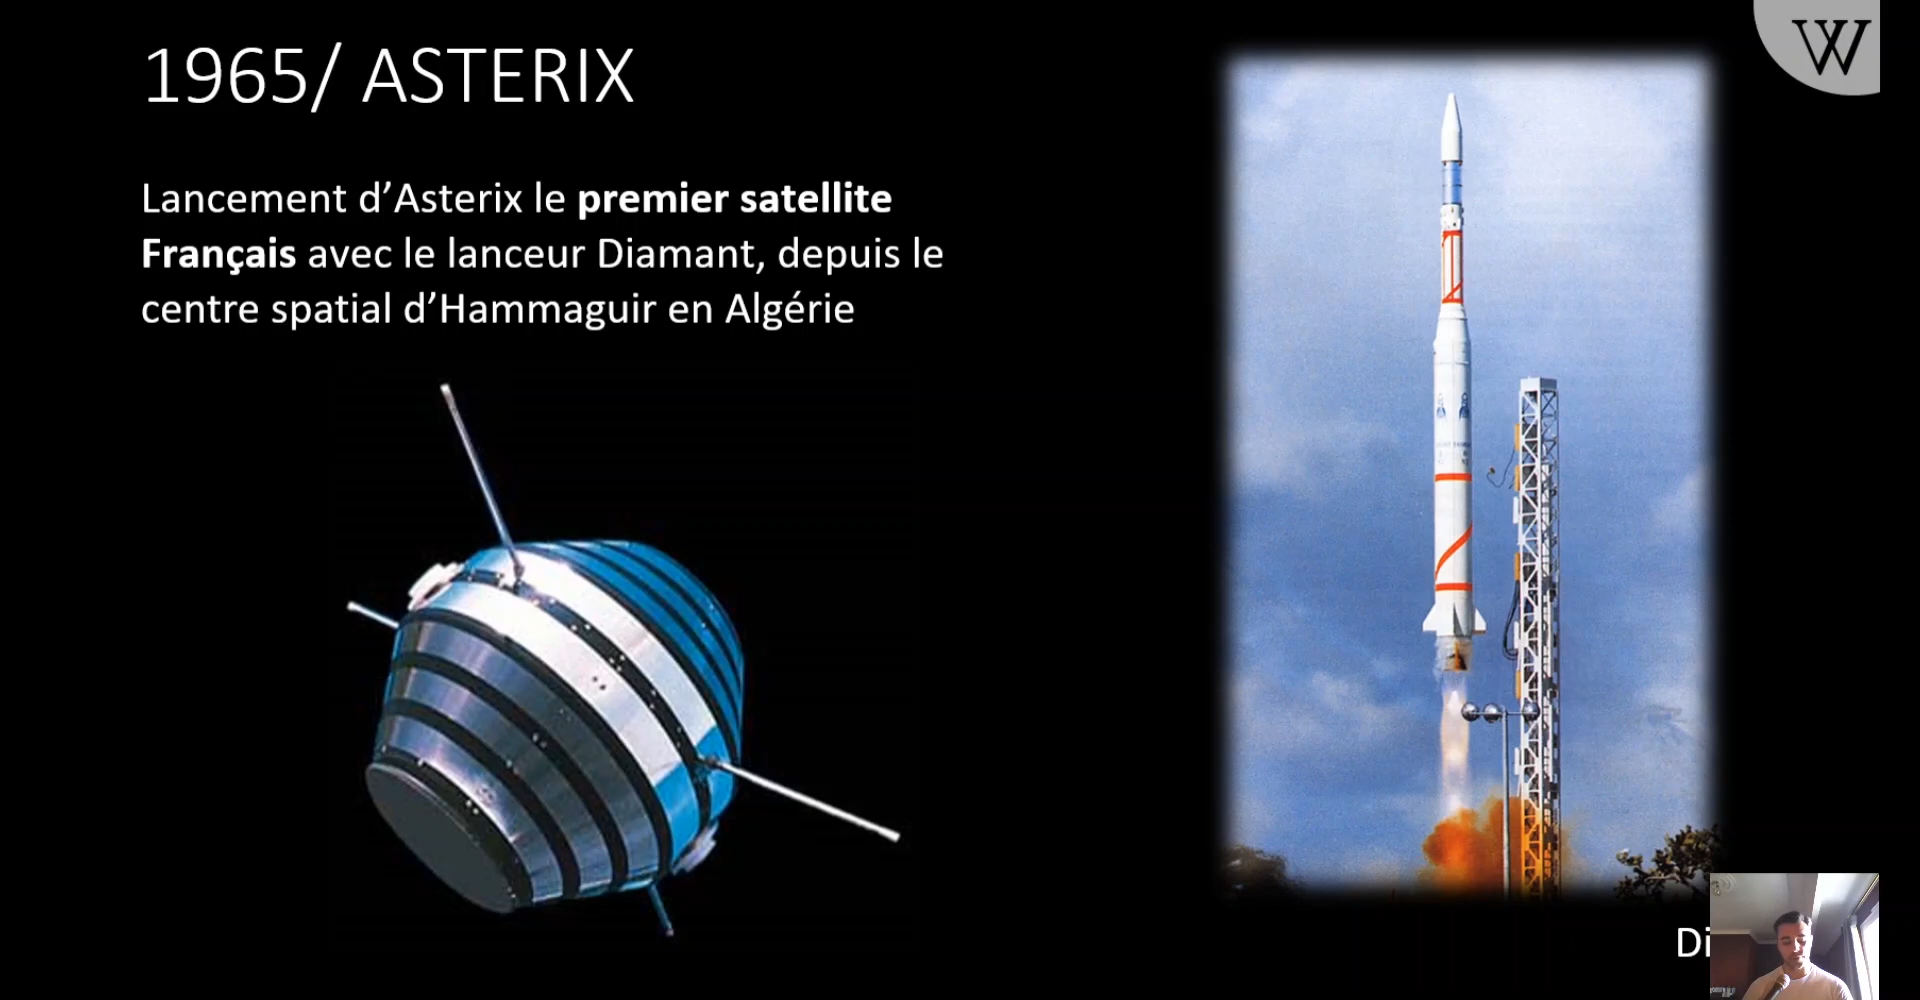 1965/ ASTERIX
W
Lancement d’Asterix le premier satellite
Français avec le lanceur Diamant, depuis le
centre spatial d’Hammaguir en Algérie
Di